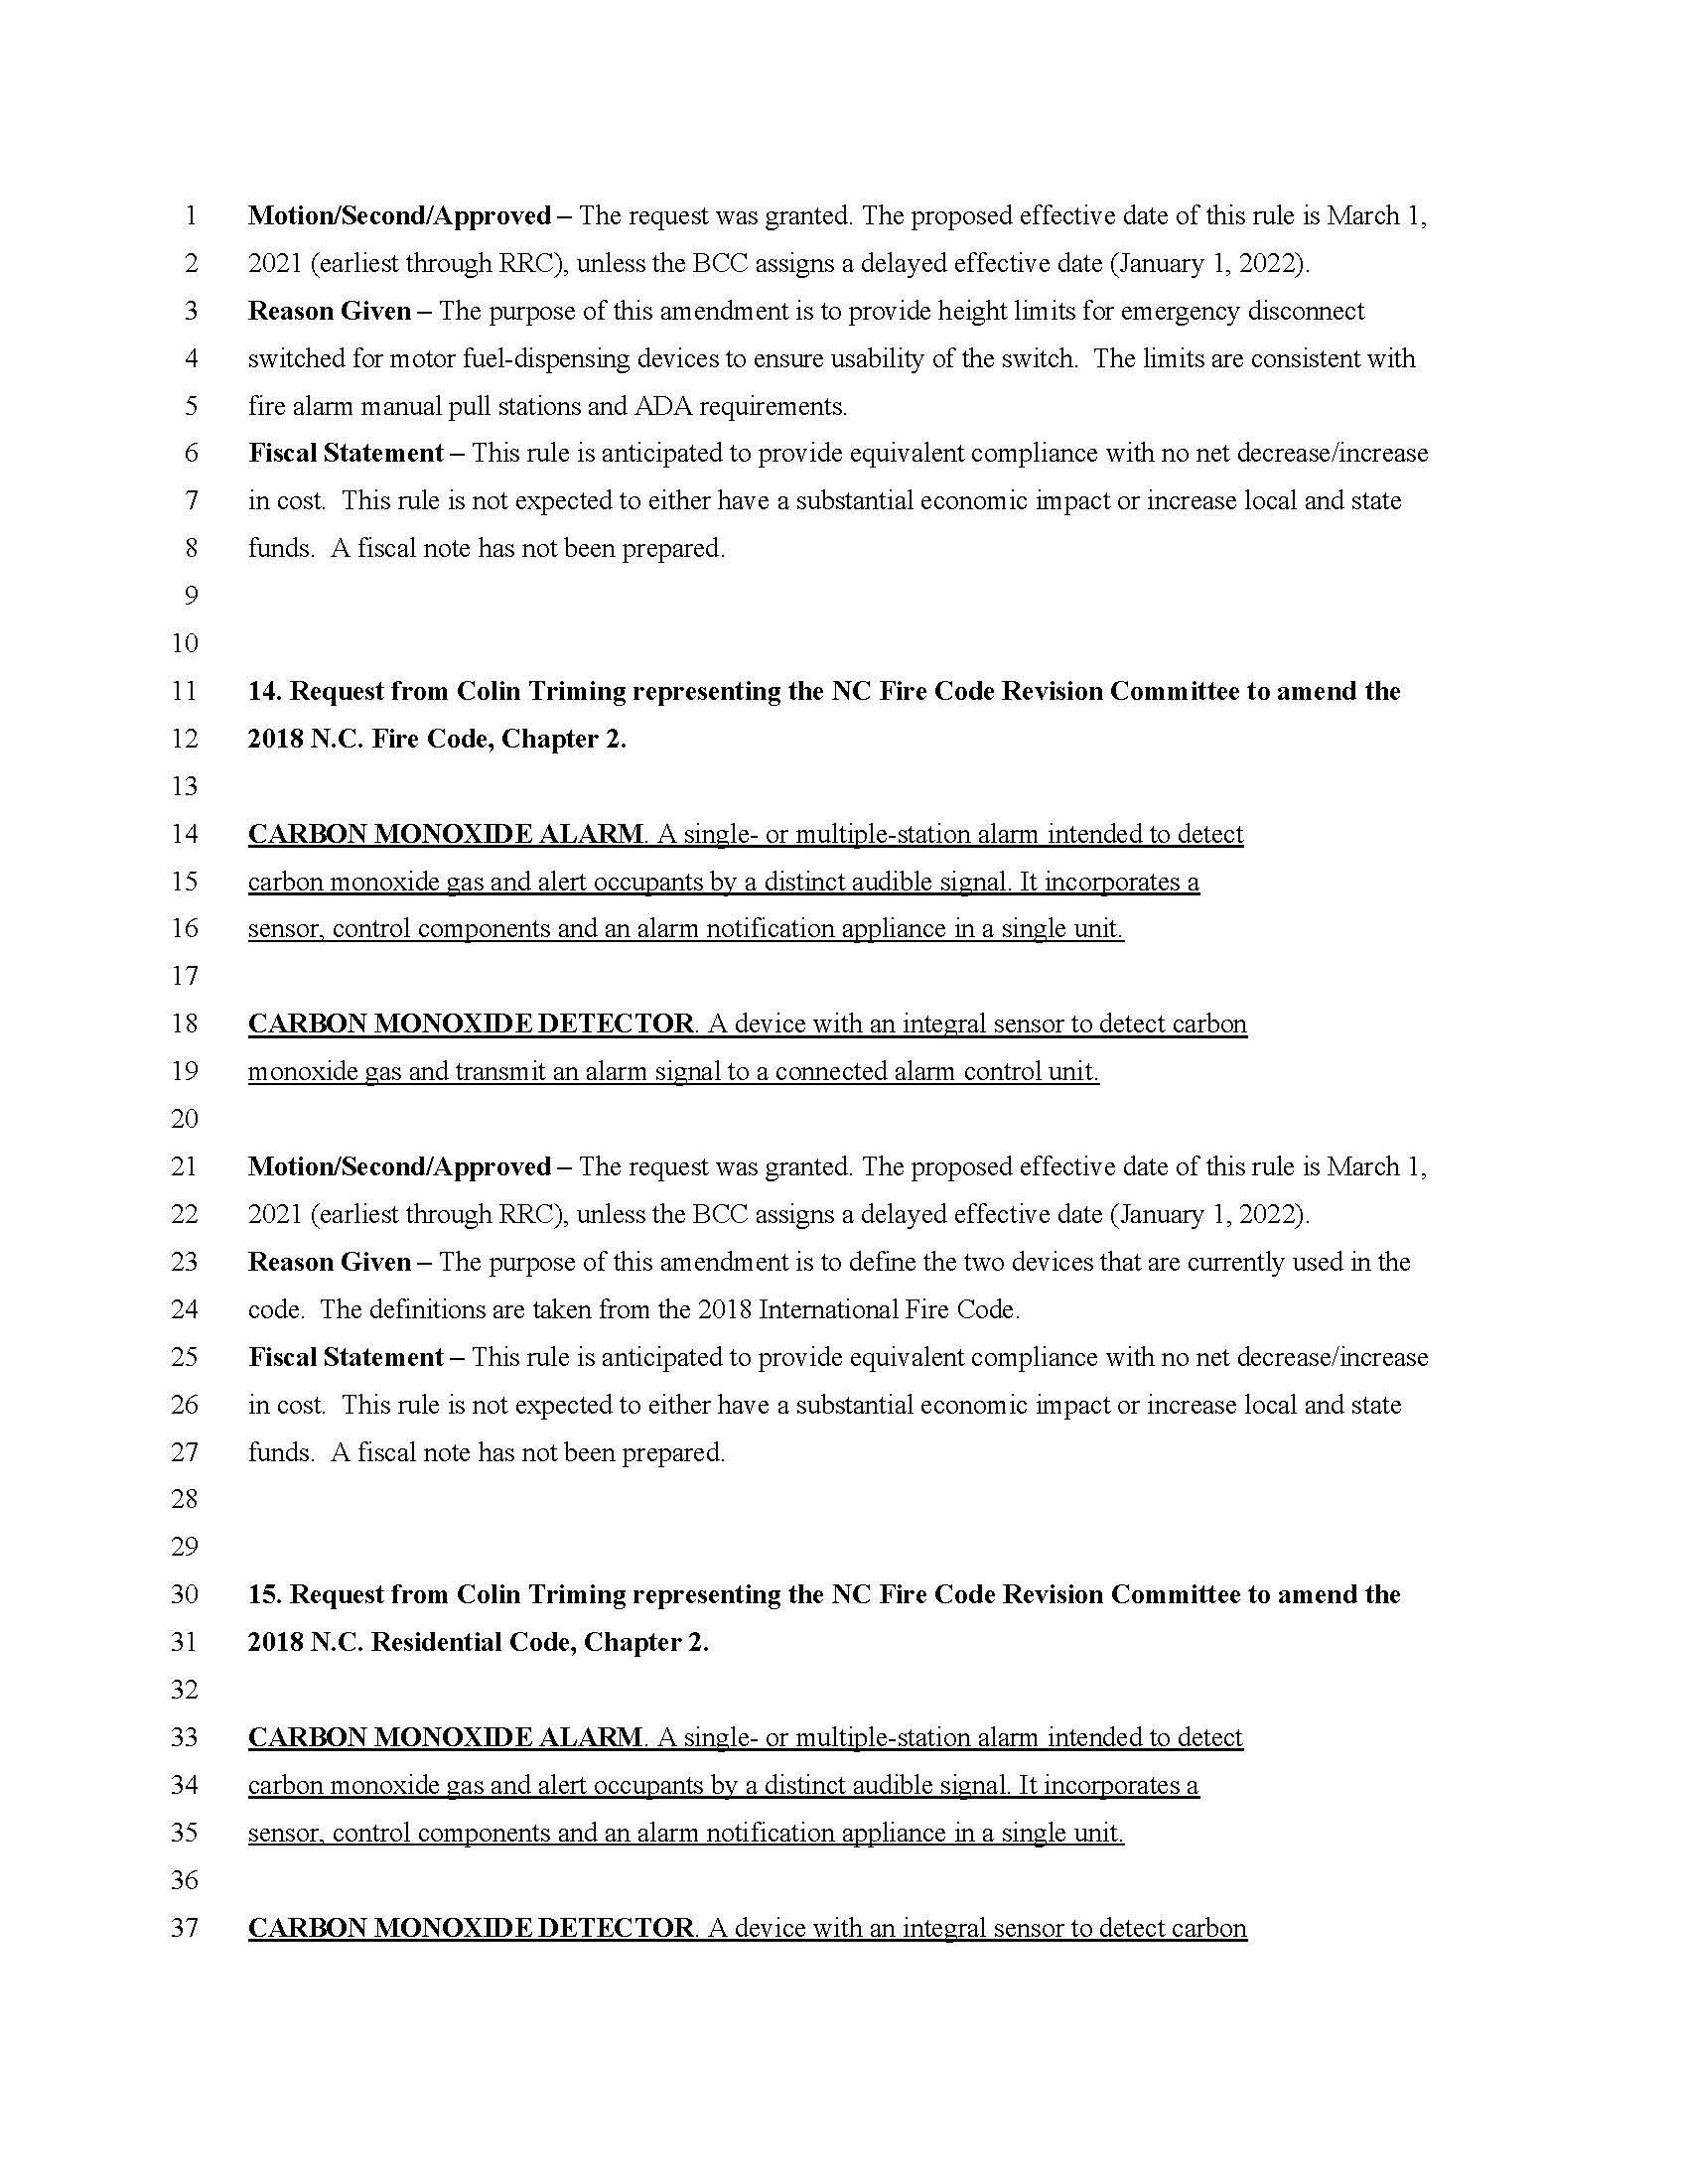 1 Motion/Second/Approved – The request was granted. The proposed effective date of this rule is March 1,
2 2021 (earliest through RRC), unless the BCC assigns a delayed effective date (January 1, 2022).
3 Reason Given – The purpose of this amendment is to provide height limits for emergency disconnect
4 switched for motor fuel-dispensing devices to ensure usability of the switch.  The limits are consistent with
5 fire alarm manual pull stations and ADA requirements.
6 Fiscal Statement – This rule is anticipated to provide equivalent compliance with no net decrease/increase
7 in cost.  This rule is not expected to either have a substantial economic impact or increase local and state
8 funds.  A fiscal note has not been prepared.
9
10
11 14. Request from Colin Triming representing the NC Fire Code Revision Committee to amend the
12 2018 N.C. Fire Code, Chapter 2.
13
14 CARBON MONOXIDE ALARM. A single- or multiple-station alarm intended to detect
15 carbon monoxide gas and alert occupants by a distinct audible signal. It incorporates a
16 sensor, control components and an alarm notification appliance in a single unit.
17
18 CARBON MONOXIDE DETECTOR. A device with an integral sensor to detect carbon
19 monoxide gas and transmit an alarm signal to a connected alarm control unit.
20
21 Motion/Second/Approved – The request was granted. The proposed effective date of this rule is March 1,
22 2021 (earliest through RRC), unless the BCC assigns a delayed effective date (January 1, 2022).
23 Reason Given – The purpose of this amendment is to define the two devices that are currently used in the
24 code.  The definitions are taken from the 2018 International Fire Code.
25 Fiscal Statement – This rule is anticipated to provide equivalent compliance with no net decrease/increase
26 in cost.  This rule is not expected to either have a substantial economic impact or increase local and state
27 funds.  A fiscal note has not been prepared.
28
29
30 15. Request from Colin Triming representing the NC Fire Code Revision Committee to amend the
31 2018 N.C. Residential Code, Chapter 2.
32
33 CARBON MONOXIDE ALARM. A single- or multiple-station alarm intended to detect
34 carbon monoxide gas and alert occupants by a distinct audible signal. It incorporates a
35 sensor, control components and an alarm notification appliance in a single unit.
36
37 CARBON MONOXIDE DETECTOR. A device with an integral sensor to detect carbon